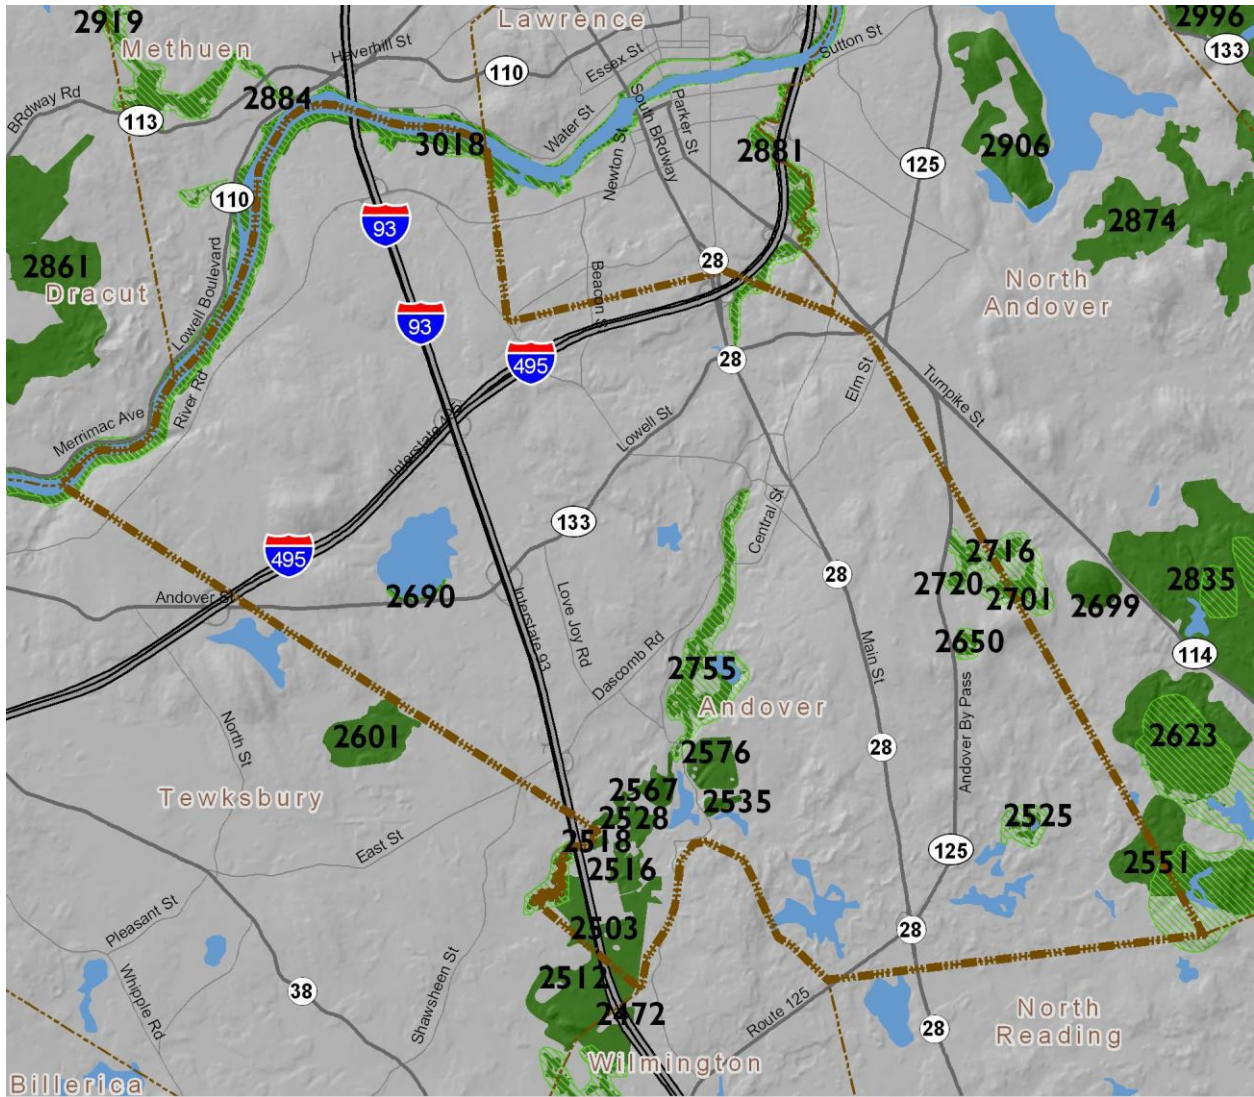 2919
Lawrence
2996
Methuen
Haverhill St
133
Essex St
Sutton St
110
BRdway Rd
2884
113
Water St
South BRdway
Parker St
3018
Newton St
2881
125
2906
110
93
2874
28
2861
Dracut
Lowell Boulevard
Beacon S
North
Andover
93
495
28
River Rd
Elm St
Turnpike St
Merrimac Ave
Lowell St
Interstate 495
Central St
133
495
28
2716
2690
Andover St
2720
2701
2699
2835
Interstate 93
Love Joy Rd
Dascomb Rd
Main St
2650
114
2755
Andover
Andover By Pass
North St
2601
28
2623
2576
Tewksbury
2567
2535
2528
2525
2518
East St
125
2516
2551
Pleasant St
2503
28
Shawsheen St
2512
Whipple Rd
38
Route 125
2472
North
Reading
28
Wilmington
Billerica